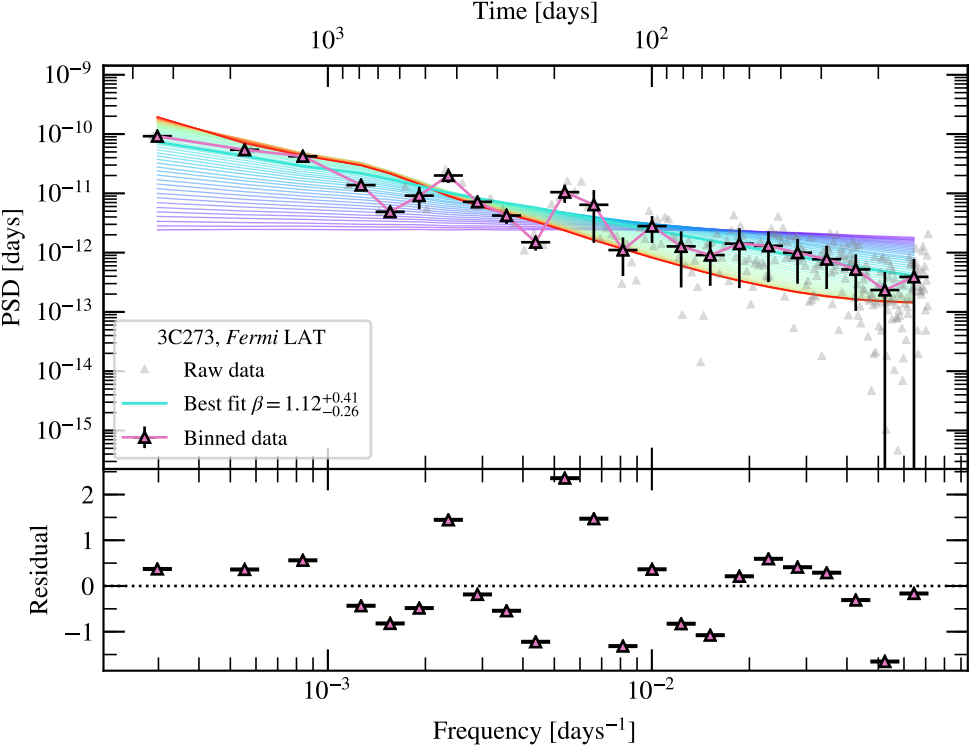 Time [days]
10³ 10²
10⁻⁹
10⁻¹⁰
10⁻¹¹
10⁻¹²
10⁻¹³
10⁻¹⁴
10⁻¹⁵
PSD [days]
3C273, Fermi LAT
Raw data
Best fit β = 1.12^{+0.41}_{−0.26}
Binned data
2
1
0
−1
Residual
10⁻³ 10⁻²
Frequency [days⁻¹]